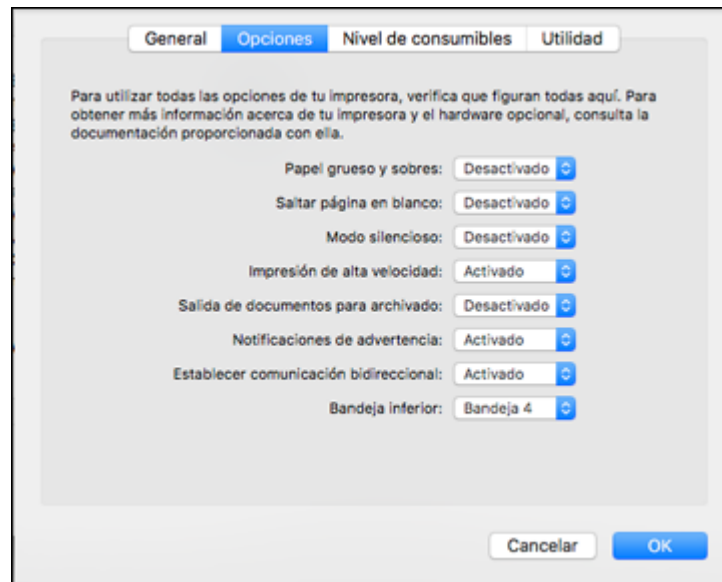 General Opciones Nivel de consumibles Utilidad
Para utilizar todas las opciones de tu impresora, verifica que figuran todas aquí. Para
obtener más información acerca de tu impresora y el hardware opcional, consulta la
documentación proporcionada con ella.
Papel grueso y sobres: Desactivado
Saltar página en blanco: Desactivado
Modo silencioso: Desactivado
Impresión de alta velocidad: Activado
Salida de documentos para archivado: Desactivado
Notificaciones de advertencia: Activado
Establecer comunicación bidireccional: Activado
Bandeja inferior: Bandeja 4
Cancelar OK